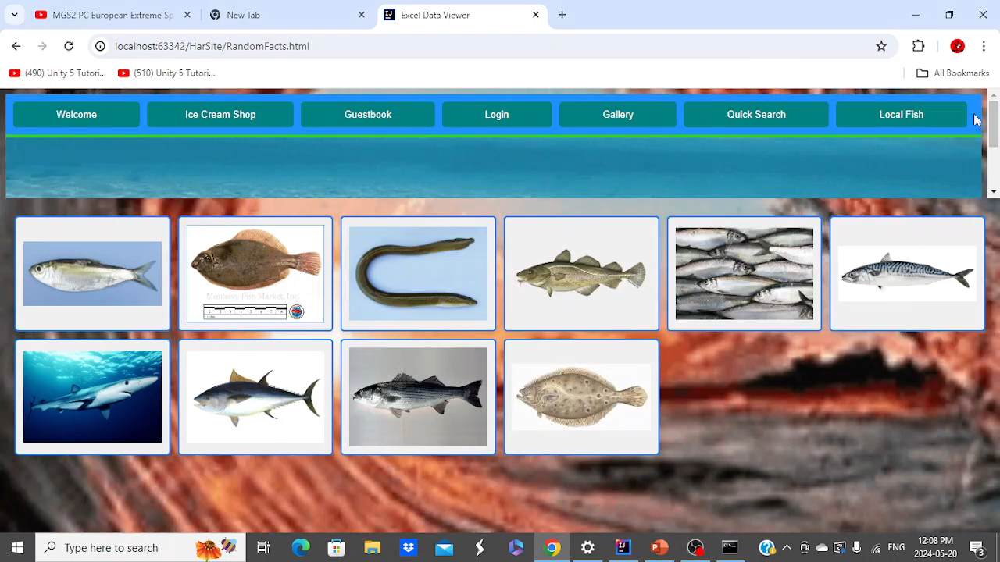 MGS2 PC European Extreme Sp
New Tab
Excel Data Viewer
localhost:63342/HarSite/RandomFacts.html
(490) Unity 5 Tutori...
(510) Unity 5 Tutori...
All Bookmarks
Welcome
Ice Cream Shop
Guestbook
Login
Gallery
Quick Search
Local Fish
Monterey Fish Market, Inc.
Type here to search
ENG
12:08 PM
2024-05-20
3